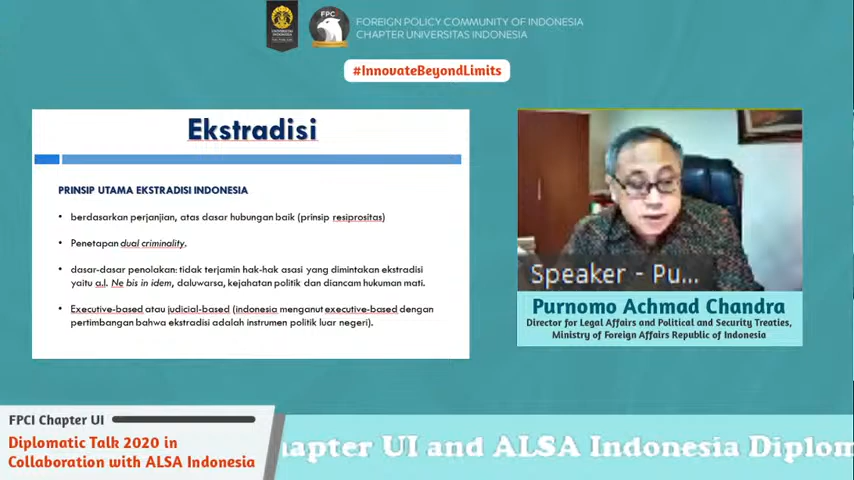 FPC
FOREIGN POLICY COMMUNITY OF INDONESIA
CHAPTER UNIVERSITAS INDONESIA
#InnovateBeyondLimits
Ekstradisi
PRINSIP UTAMA EKSTRADISI INDONESIA
• berdasarkan perjanjian, atas dasar hubungan baik (prinsip resiprositas)
• Penetapan dual criminality.
• dasar-dasar penolakan: tidak terjamin hak-hak asasi yang dimintakan ekstradisi
yaitu a.l. Ne bis in idem, daluwarsa, kejahatan politik dan diancam hukuman mati.
• Executive-based atau judicial-based (indonesia menganut executive-based dengan
pertimbangan bahwa ekstradisi adalah instrumen politik luar negeri).
Speaker - Pu...
Purnomo Achmad Chandra
Director for Legal Affairs and Political and Security Treaties,
Ministry of Foreign Affairs Republic of Indonesia
FPCI Chapter UI
Diplomatic Talk 2020 in
Collaboration with ALSA Indonesia
hapter UI and ALSA Indonesia Diplom